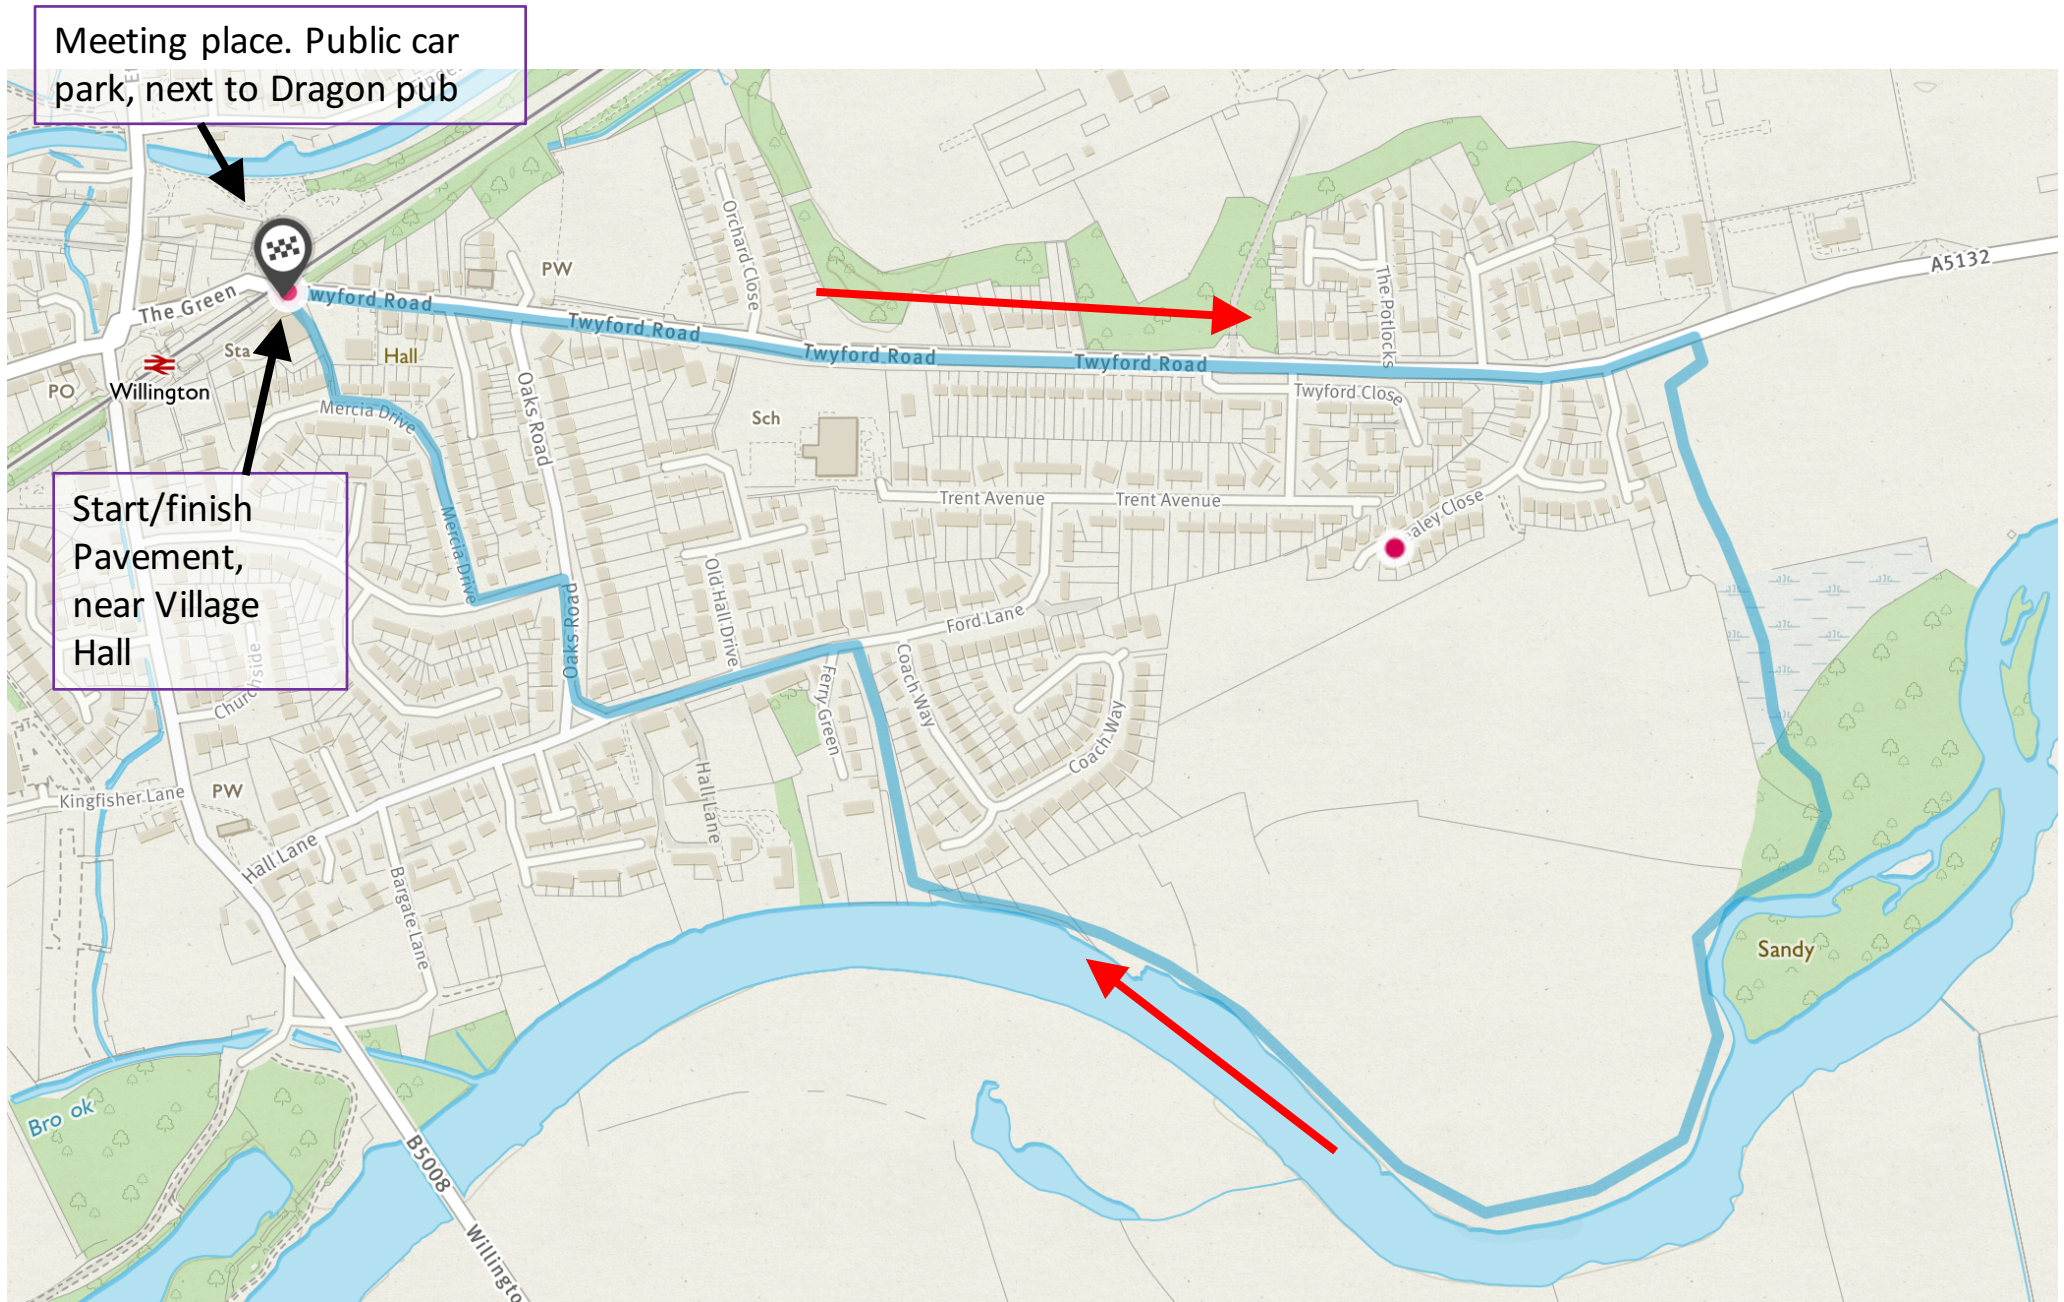 Meeting place. Public car
park, next to Dragon pub
The Green
wyford Road
Twyford Road
Twyford Road
Twyford Road
A5132
PW
Orchard Close
The Potlocks
Sta
Hall
PO
Willington
Mercia Drive
Oaks Road
Sch
Twyford Close
Trent Avenue
Trent Avenue
aley Close
Start/finish
Pavement,
near Village
Hall
Mercia Drive
Oaks Road
Old Hall Drive
Ford Lane
Churchside
Ferry Green
Coach Way
Coach Way
Kingfisher Lane
PW
Hall Lane
Hall Lane
Bargate Lane
Sandy
Bro ok
B5008
Willingto